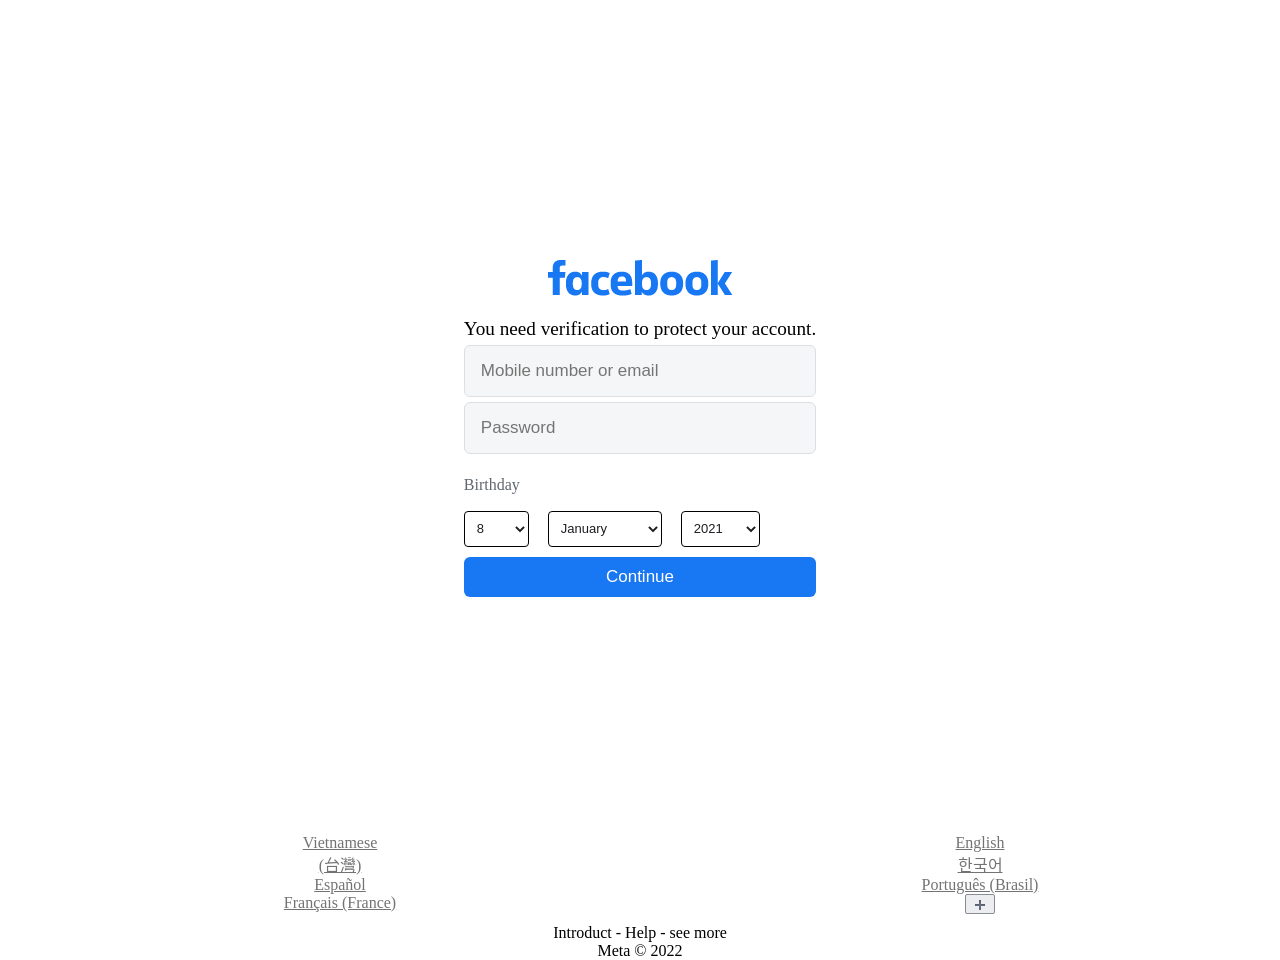 facebook
You need verification to protect your account.
Mobile number or email
Password
Birthday
8 January 2021
Continue
Vietnamese English
(台灣) 한국어
Español Português (Brasil)
Français (France) +
Introduct - Help - see more
Meta © 2022